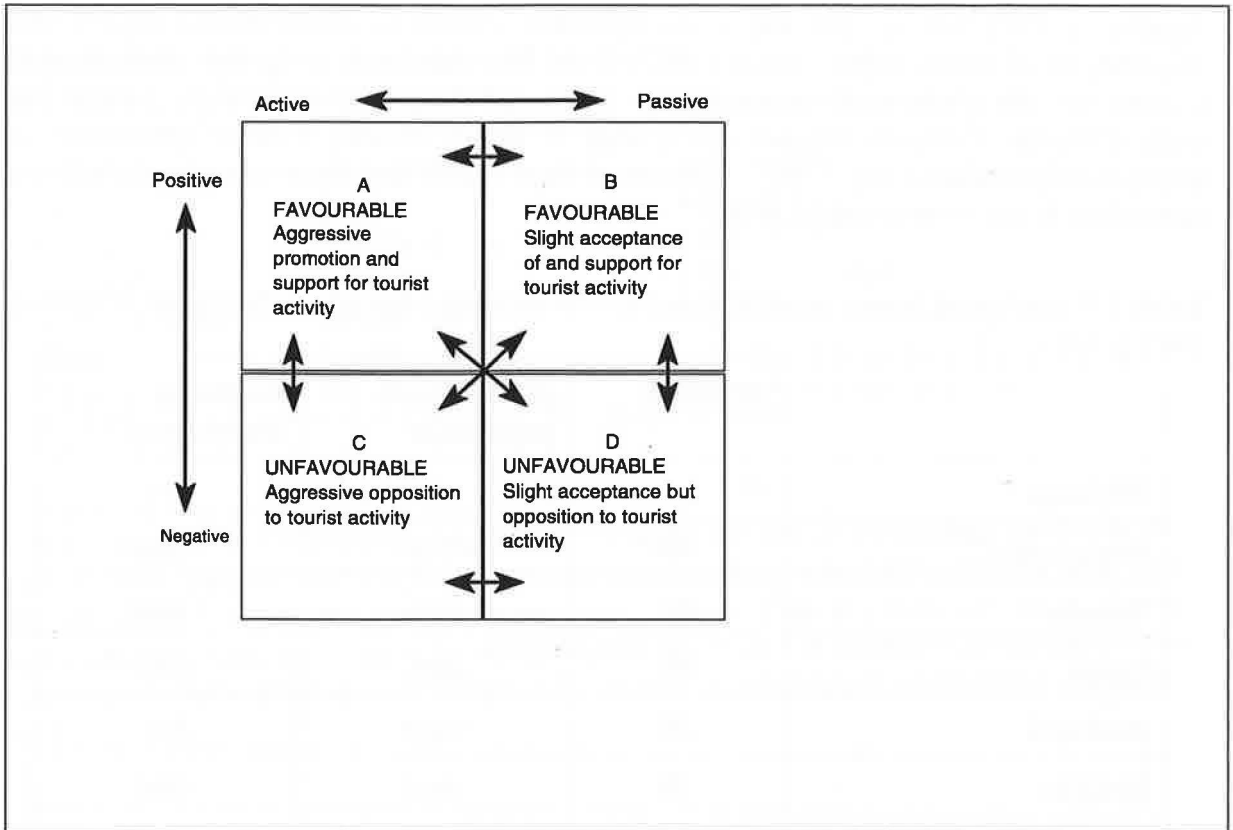 Active
Passive
Positive
Negative
A
FAVOURABLE
Aggressive
promotion and
support for tourist
activity
B
FAVOURABLE
Slight acceptance
of and support for
tourist activity
C
UNFAVOURABLE
Aggressive opposition
to tourist activity
D
UNFAVOURABLE
Slight acceptance but
opposition to tourist
activity